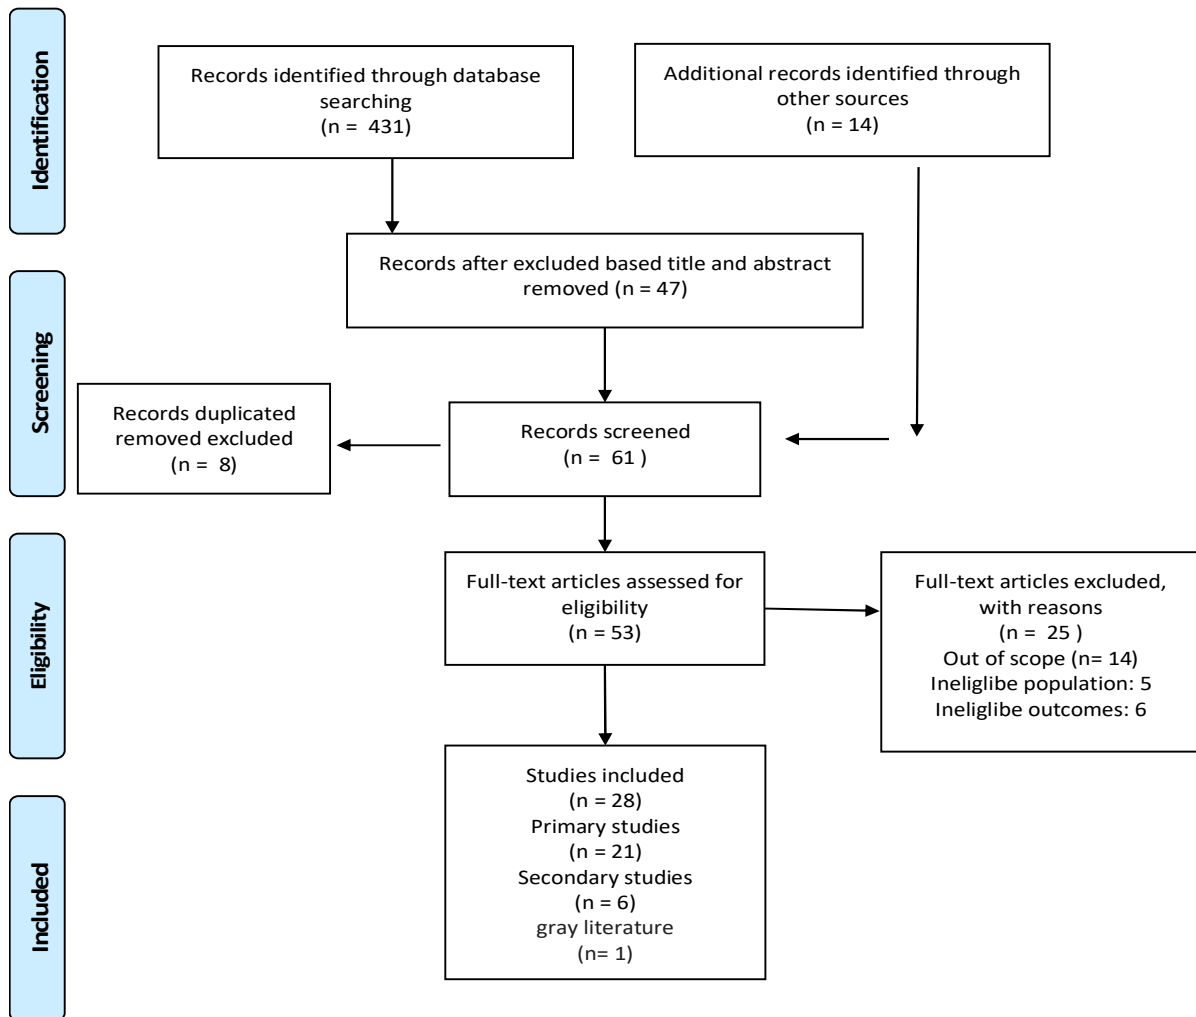 Identification
Records identified through database
searching
(n =  431)
Additional records identified through
other sources
(n = 14)
Records after excluded based title and abstract
removed (n = 47)
Screening
Records duplicated
removed excluded
(n =  8)
Records screened
(n =  61 )
Eligibility
Full-text articles assessed for
eligibility
(n = 53)
Full-text articles excluded,
with reasons
(n =  25 )
Out of scope (n= 14)
Ineliglibe population: 5
Ineliglibe outcomes: 6
Included
Studies included
(n = 28)
Primary studies
(n = 21)
Secondary studies
(n = 6)
gray literature
(n= 1)